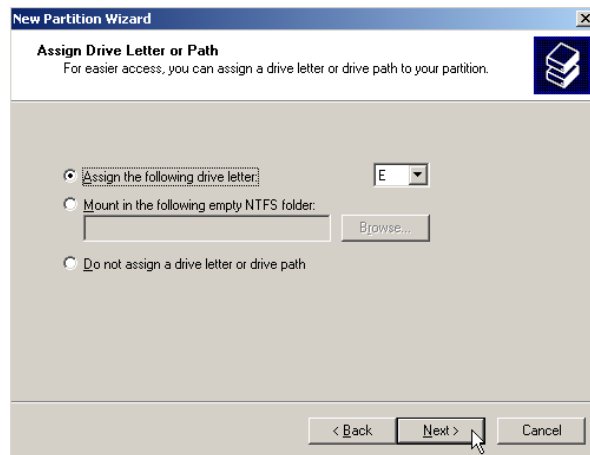 New Partition Wizard
Assign Drive Letter or Path
For easier access, you can assign a drive letter or drive path to your partition.
Assign the following drive letter: E
Mount in the following empty NTFS folder:
Browse...
Do not assign a drive letter or drive path
< Back Next > Cancel